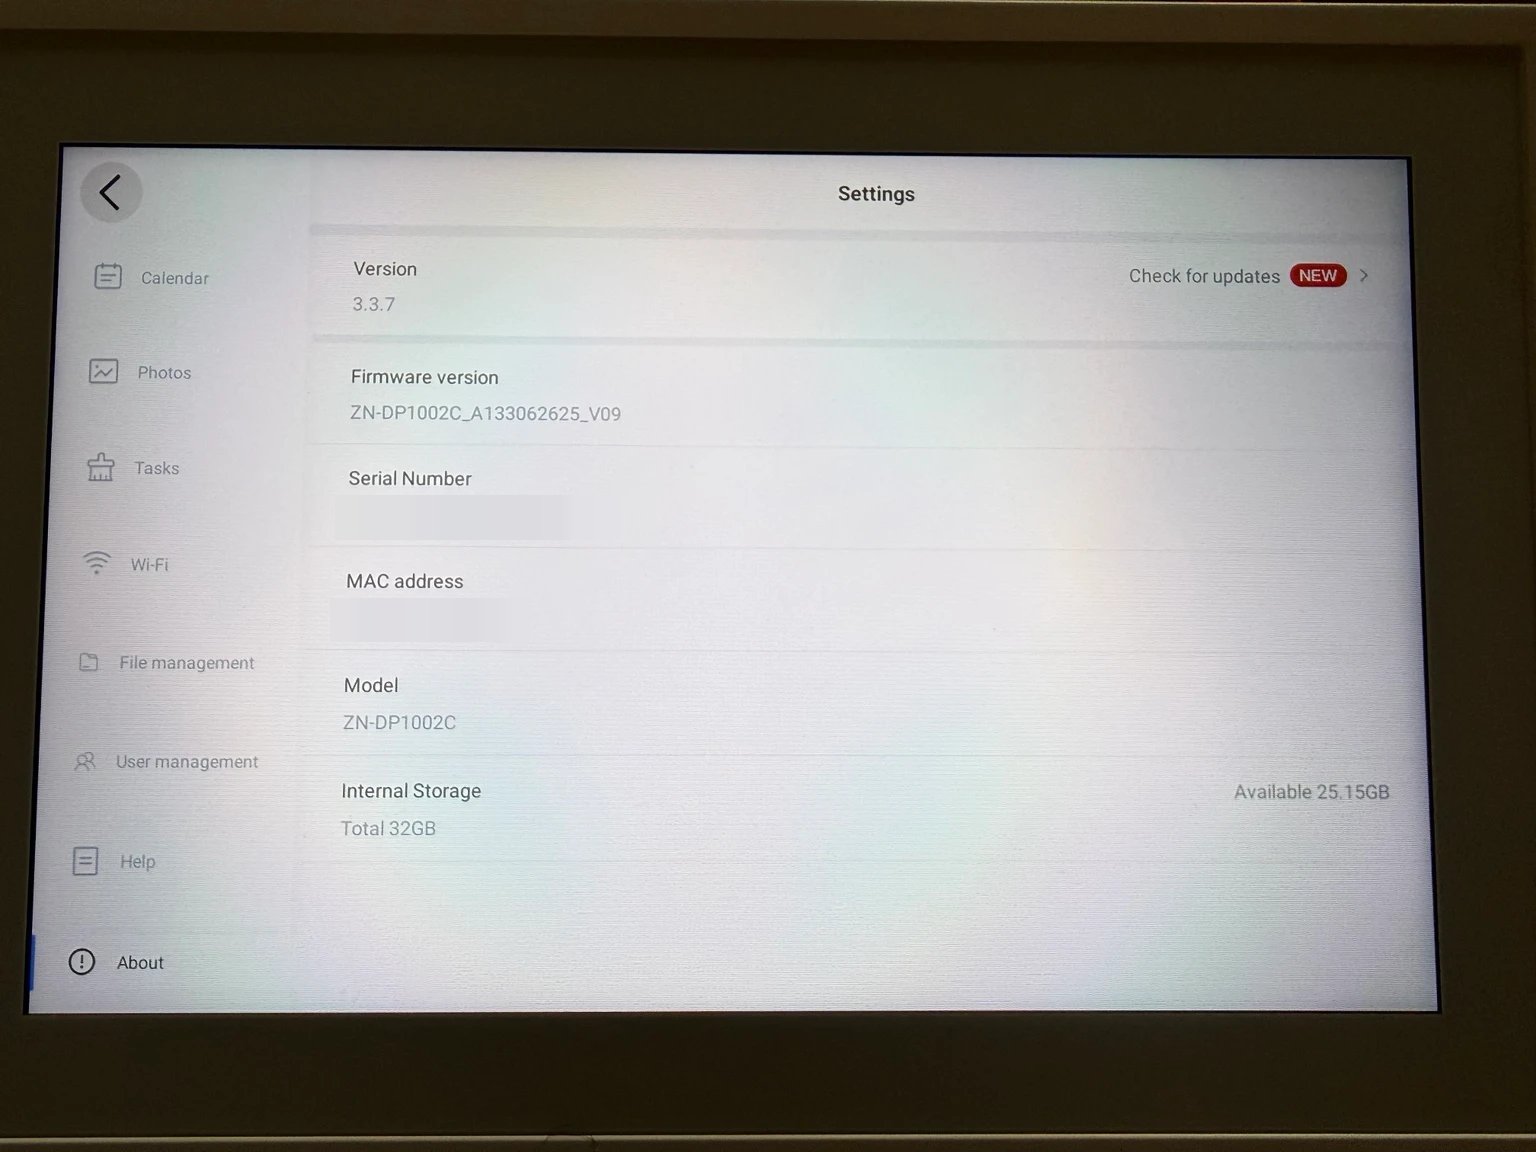 Settings
Calendar
Photos
Tasks
Wi-Fi
File management
User management
Help
About
Version
3.3.7
Check for updates NEW
Firmware version
ZN-DP1002C_A133062625_V09
Serial Number
MAC address
Model
ZN-DP1002C
Internal Storage
Total 32GB
Available 25.15GB